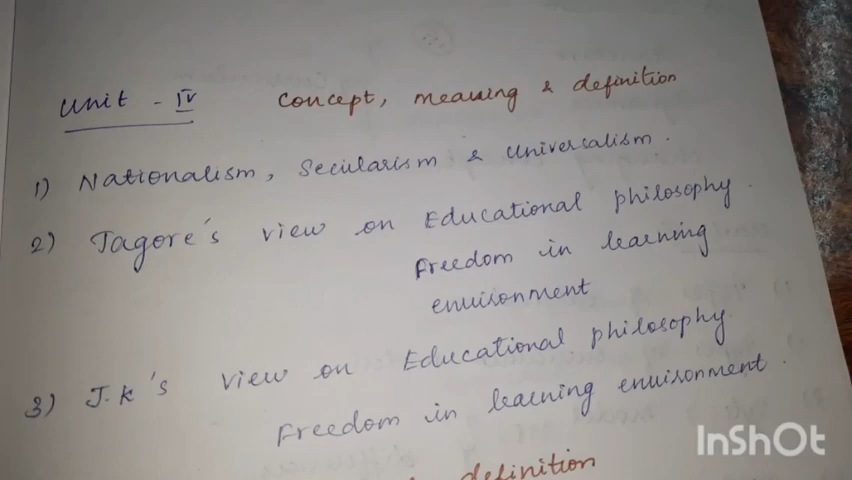 Unit - IV Concept, meaning & definition
1) Nationalism, Secularism & Universalism.
2) Tagore's view on Educational philosophy.
Freedom in learning
environment
3) J.K's view on Educational philosophy
Freedom in learning environment.
definition
InShOt